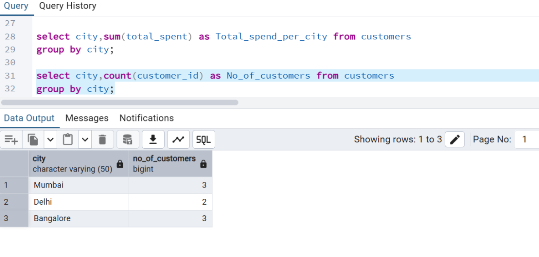 Query Query History
27
28 select city,sum(total_spent) as Total_spend_per_city from customers
29 group by city;
30
31 select city,count(customer_id) as No_of_customers from customers
32 group by city;
Data Output Messages Notifications
SQL Showing rows: 1 to 3 Page No: 1
city no_of_customers
character varying (50) bigint
1 Mumbai 3
2 Delhi 2
3 Bangalore 3